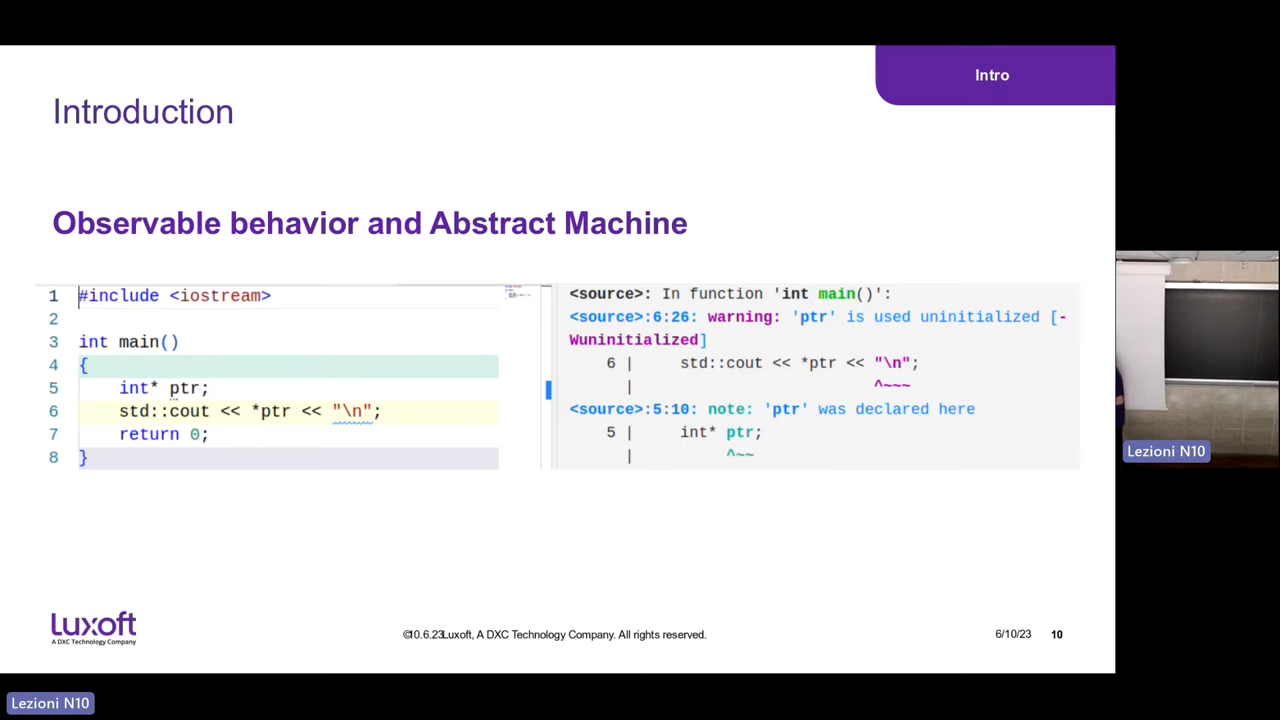 Intro
Introduction
Observable behavior and Abstract Machine
1 #include <iostream>
2
3 int main()
4 {
5     int* ptr;
6     std::cout << *ptr << "\n";
7     return 0;
8 }
<source>: In function 'int main()':
<source>:6:26: warning: 'ptr' is used uninitialized [-
Wuninitialized]
6 |     std::cout << *ptr << "\n";
  |                          ^~~~
<source>:5:10: note: 'ptr' was declared here
5 |     int* ptr;
  |          ^~~
Luxoft
A DXC Technology Company
©10.6.23Luxoft, A DXC Technology Company. All rights reserved.
6/10/23 10
Lezioni N10
Lezioni N10